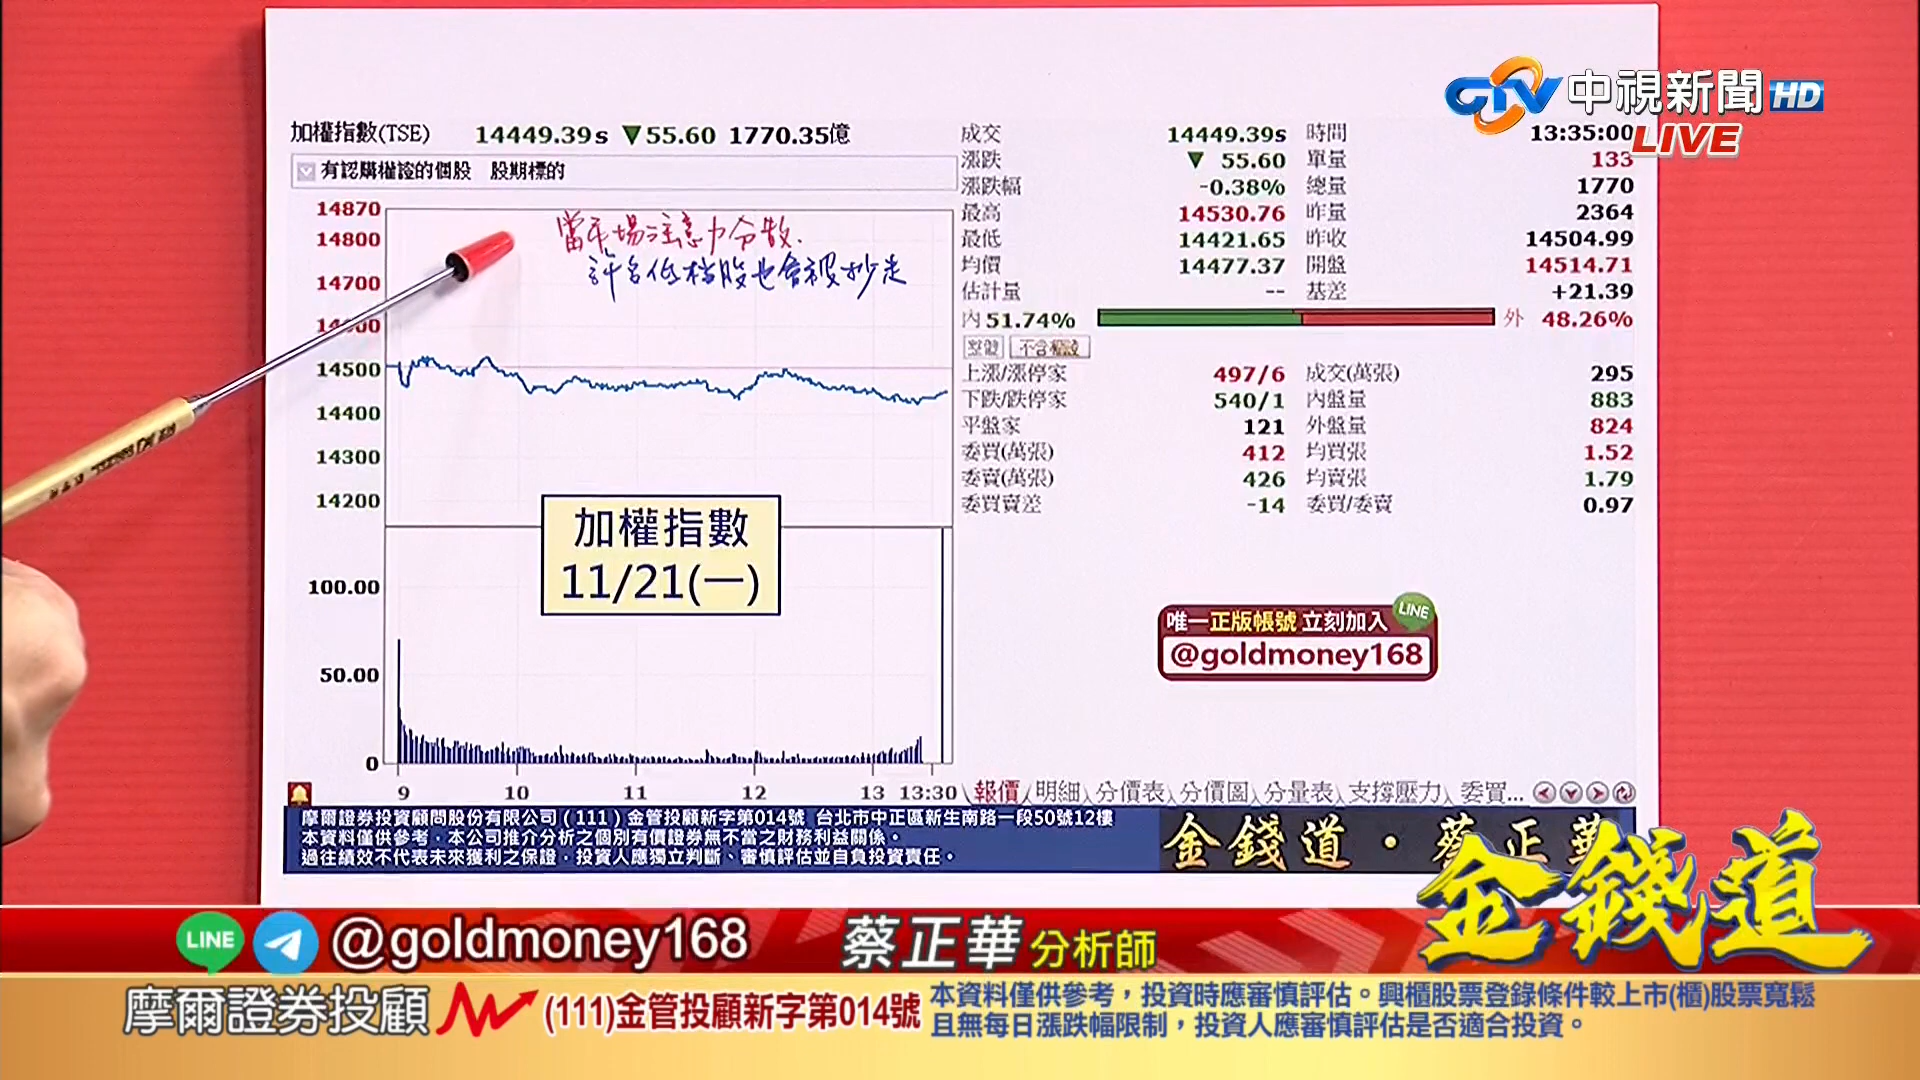 CTV 中視新聞 HD
LIVE
加權指數(TSE) 14449.39s ▼55.60 1770.35億
有認購權證的個股 股期標的
14870
14800
14700
14500
14400
14300
14200
100.00
50.00
0
9 10 11 12 13 13:30
當市場注意力分散.
許多低檔股也會被抄走
加權指數
11/21(一)
成交 14449.39s 時間 13:35:00
漲跌 ▼ 55.60 單量 133
漲跌幅 -0.38% 總量 1770
最高 14530.76 昨量 2364
最低 14421.65 昨收 14504.99
均價 14477.37 開盤 14514.71
估計量 -- 基差 +21.39
內 51.74% 外 48.26%
整體 不含權證
上漲/漲停家 497/6 成交(萬張) 295
下跌/跌停家 540/1 內盤量 883
平盤家 121 外盤量 824
委買(萬張) 412 均買張 1.52
委賣(萬張) 426 均賣張 1.79
委買賣差 -14 委買/委賣 0.97
唯一正版帳號 立刻加入 LINE
@goldmoney168
報價 明細 分價表 分價圖 分量表 支撐壓力 委買...
摩爾證券投資顧問股份有限公司(111)金管投顧新字第014號 台北市中正區新生南路一段50號12樓
本資料僅供參考，本公司推介分析之個別有價證券無不當之財務利益關係。
過往績效不代表未來獲利之保證，投資人應獨立判斷、審慎評估並自負投資責任。
金錢道・蔡正華
金錢道
LINE @goldmoney168 蔡正華 分析師
摩爾證券投顧 (111)金管投顧新字第014號
本資料僅供參考，投資時應審慎評估。興櫃股票登錄條件較上市(櫃)股票寬鬆
且無每日漲跌幅限制，投資人應審慎評估是否適合投資。